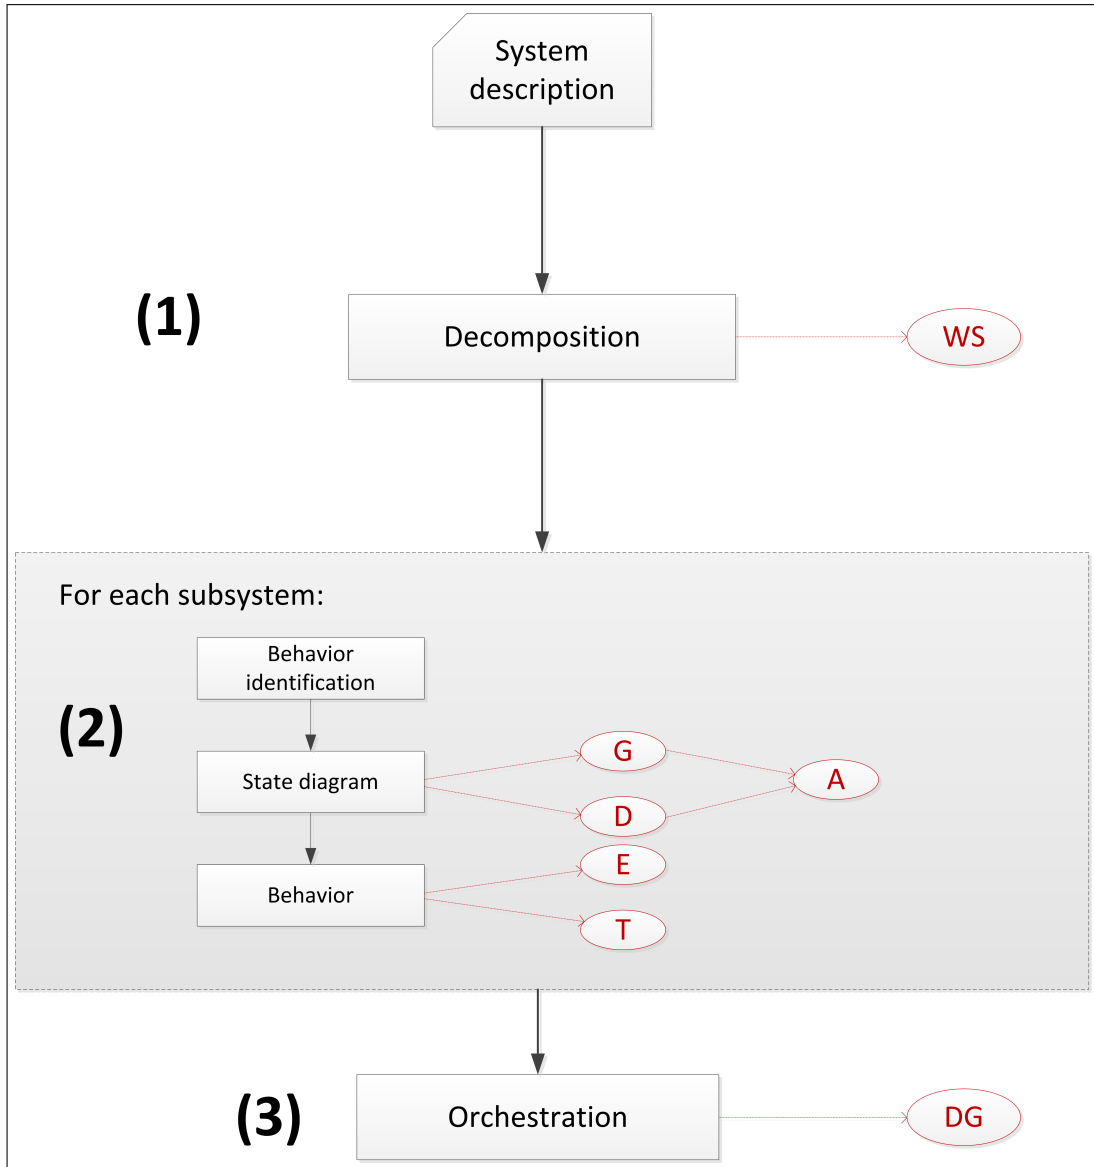 System
description
(1)
Decomposition
WS
For each subsystem:
Behavior
identification
(2)
G
State diagram
A
D
E
Behavior
T
(3)
Orchestration
DG